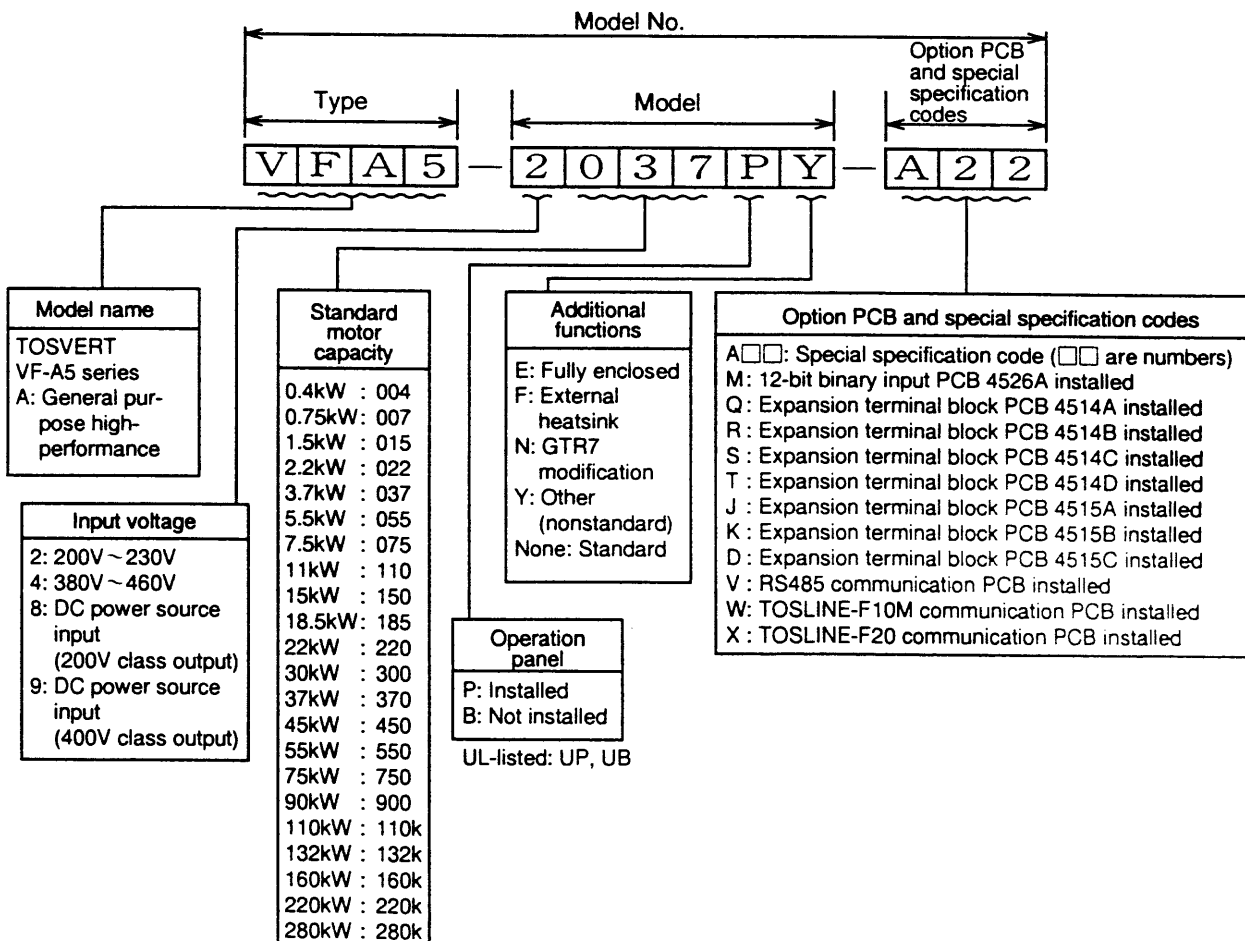 Model No.
Option PCB
and special
specification
codes
Type
Model
VFA5-2037PY-A22
Model name
TOSVERT
VF-A5 series
A: General pur-
pose high-
performance
Input voltage
2: 200V~230V
4: 380V~460V
8: DC power source
input
(200V class output)
9: DC power source
input
(400V class output)
Standard
motor
capacity
0.4kW : 004
0.75kW: 007
1.5kW : 015
2.2kW : 022
3.7kW : 037
5.5kW : 055
7.5kW : 075
11kW : 110
15kW : 150
18.5kW: 185
22kW : 220
30kW : 300
37kW : 370
45kW : 450
55kW : 550
75kW : 750
90kW : 900
110kW : 110k
132kW : 132k
160kW : 160k
220kW : 220k
280kW : 280k
Additional
functions
E: Fully enclosed
F: External
heatsink
N: GTR7
modification
Y: Other
(nonstandard)
None: Standard
Operation
panel
P: Installed
B: Not installed
UL-listed: UP, UB
Option PCB and special specification codes
A□□: Special specification code (□□ are numbers)
M: 12-bit binary input PCB 4526A installed
Q: Expansion terminal block PCB 4514A installed
R: Expansion terminal block PCB 4514B installed
S: Expansion terminal block PCB 4514C installed
T: Expansion terminal block PCB 4514D installed
J: Expansion terminal block PCB 4515A installed
K: Expansion terminal block PCB 4515B installed
D: Expansion terminal block PCB 4515C installed
V: RS485 communication PCB installed
W: TOSLINE-F10M communication PCB installed
X: TOSLINE-F20 communication PCB installed